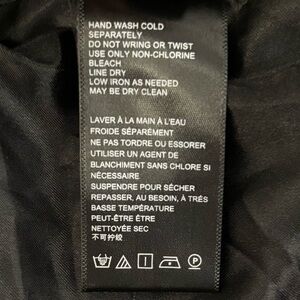 HAND WASH COLD
SEPARATELY
DO NOT WRING OR TWIST
USE ONLY NON-CHLORINE
BLEACH
LINE DRY
LOW IRON AS NEEDED
MAY BE DRY CLEAN
LAVER À LA MAIN À L'EAU
FROIDE SÉPARÉMENT
NE PAS TORDRE OU ESSORER
UTILISER UN AGENT DE
BLANCHIMENT SANS CHLORE SI
NÉCESSAIRE
SUSPENDRE POUR SÉCHER
REPASSER, AU BESOIN, À TRÉS
BASSE TEMPÉRATURE
PEUT-ÊTRE ÊTRE
NETTOYÉE SEC
不可拧绞
P